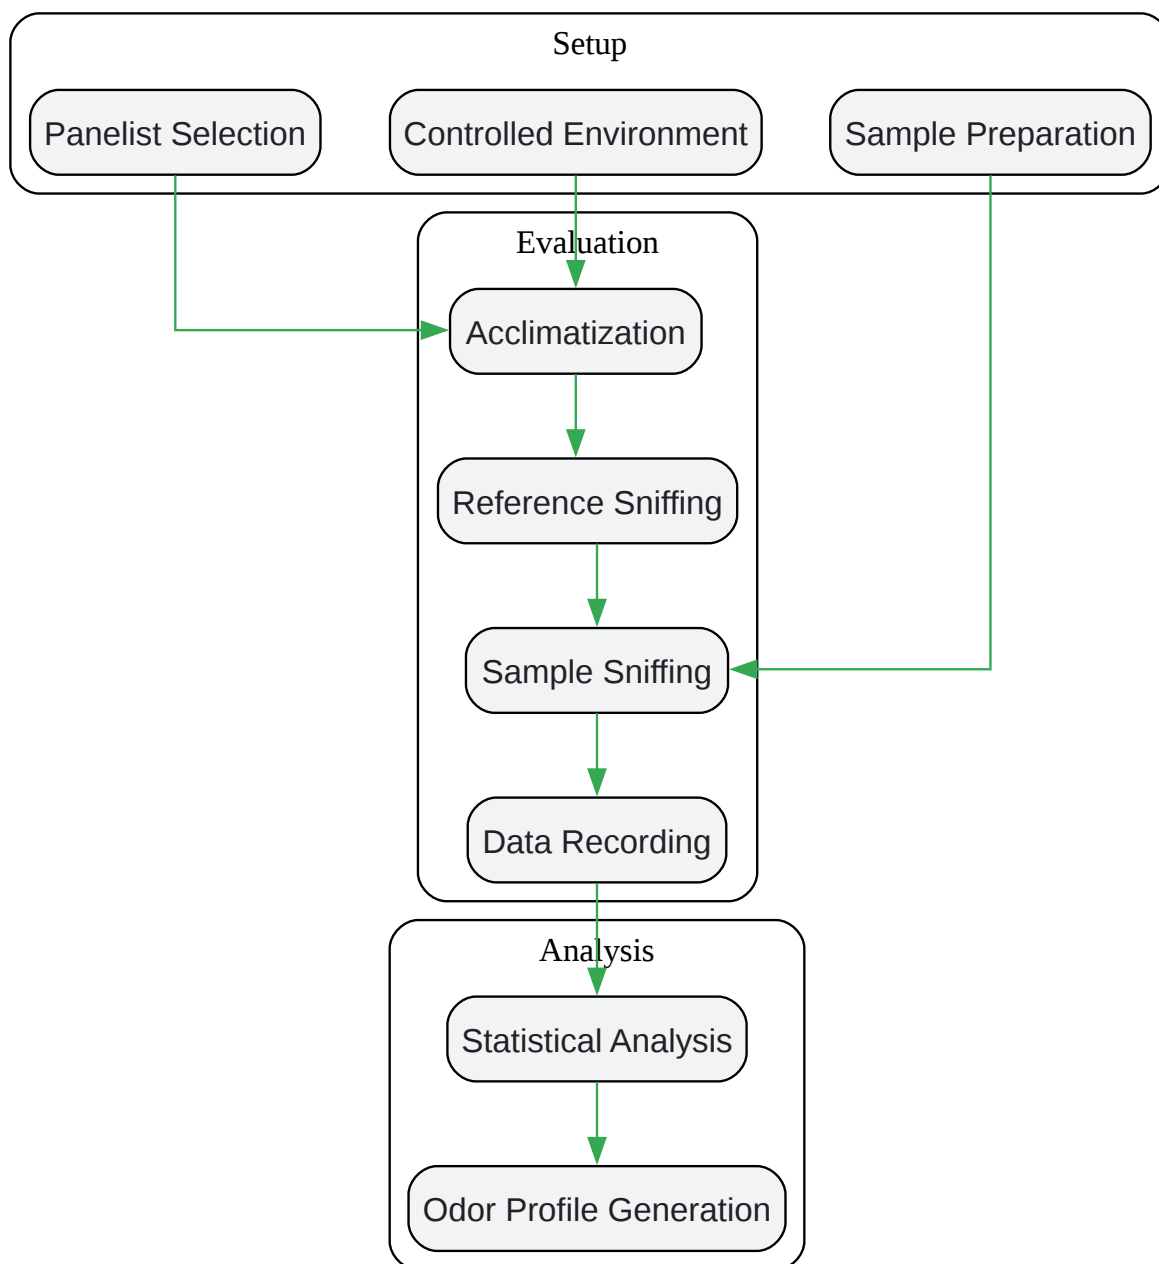 Setup
Panelist Selection
Controlled Environment
Sample Preparation
Evaluation
Acclimatization
Reference Sniffing
Sample Sniffing
Data Recording
Analysis
Statistical Analysis
Odor Profile Generation